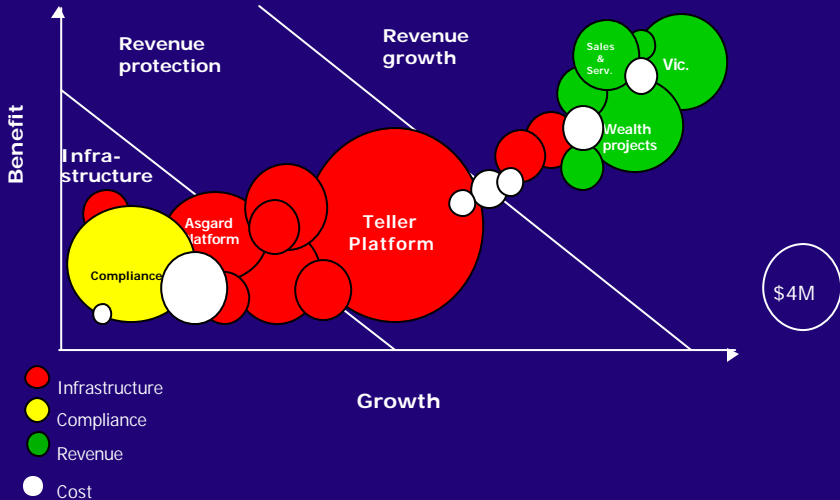 Revenue
protection
Revenue
growth
Benefit
Infra-
structure
Sales
&
Serv.
Vic.
Wealth
projects
Asgard
latform
Teller
Platform
Compliance
$4M
Growth
Infrastructure
Compliance
Revenue
Cost